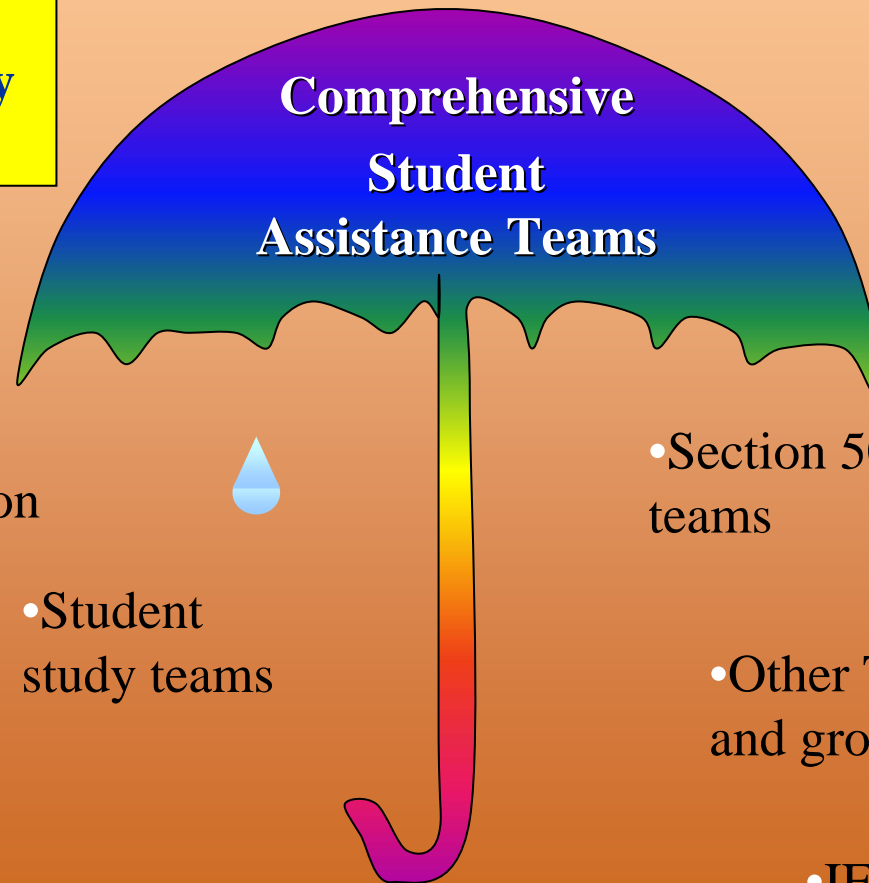 y
Comprehensive
Student
Assistance Teams
on
•Section 5
teams
•Student
study teams
•Other
and gro